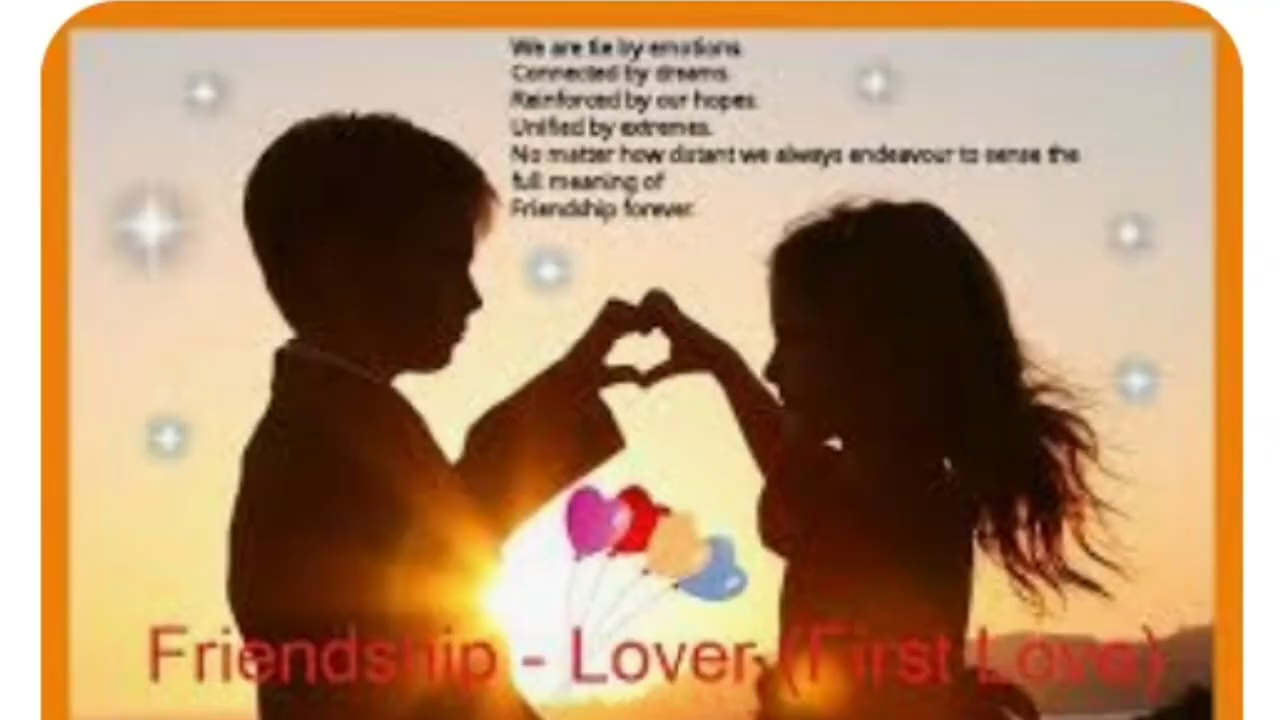 We are tie by emotions.
Connected by dreams.
Reinforced by our hopes.
Unified by extremes.
No matter how distant we always endeavour to sense the
full meaning of
Friendship forever.
Friendship - Lover (First Love)